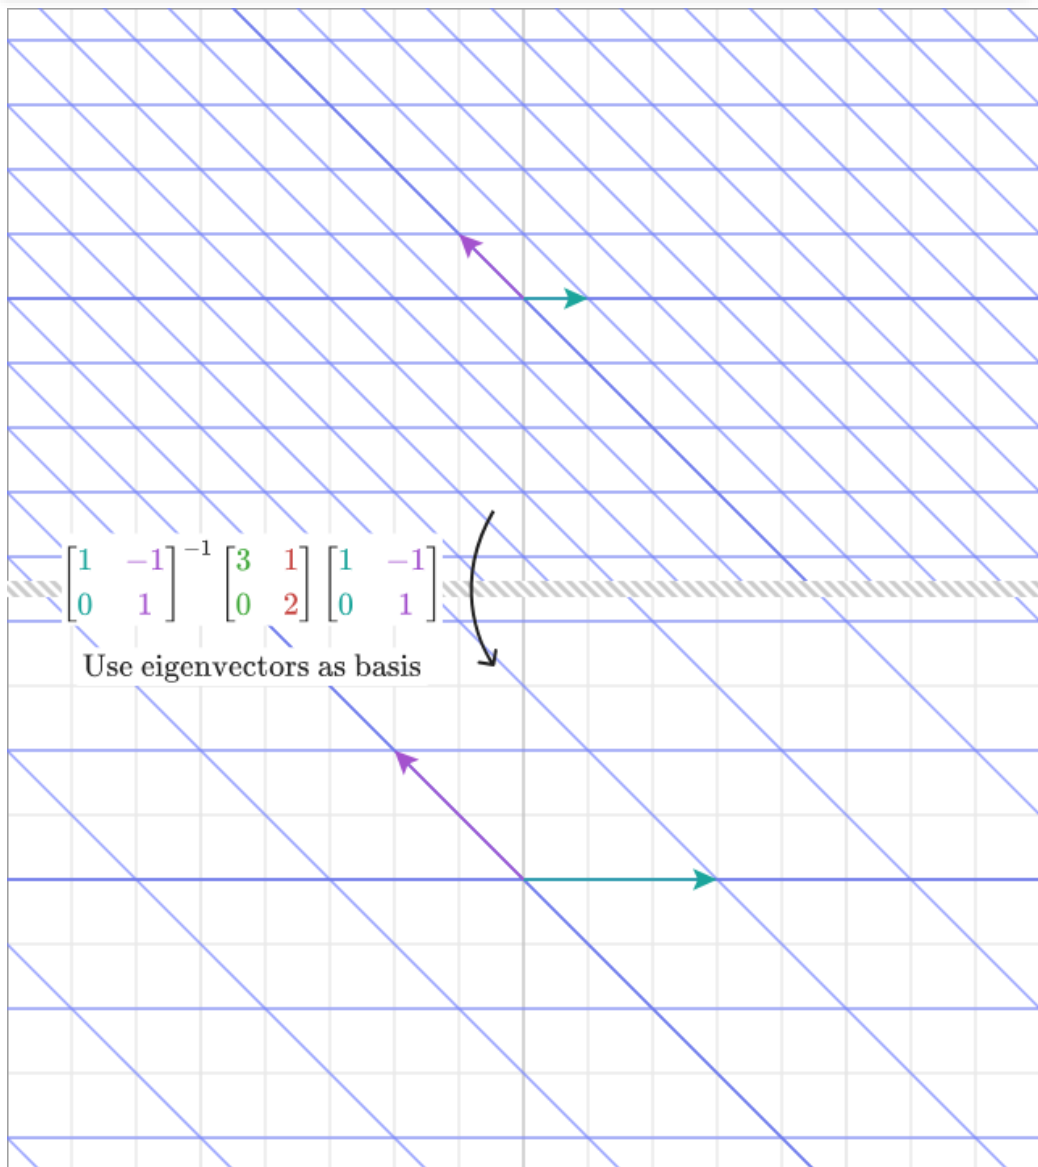 [1 −1; 0 1]⁻¹ [3 1; 0 2] [1 −1; 0 1]
Use eigenvectors as basis